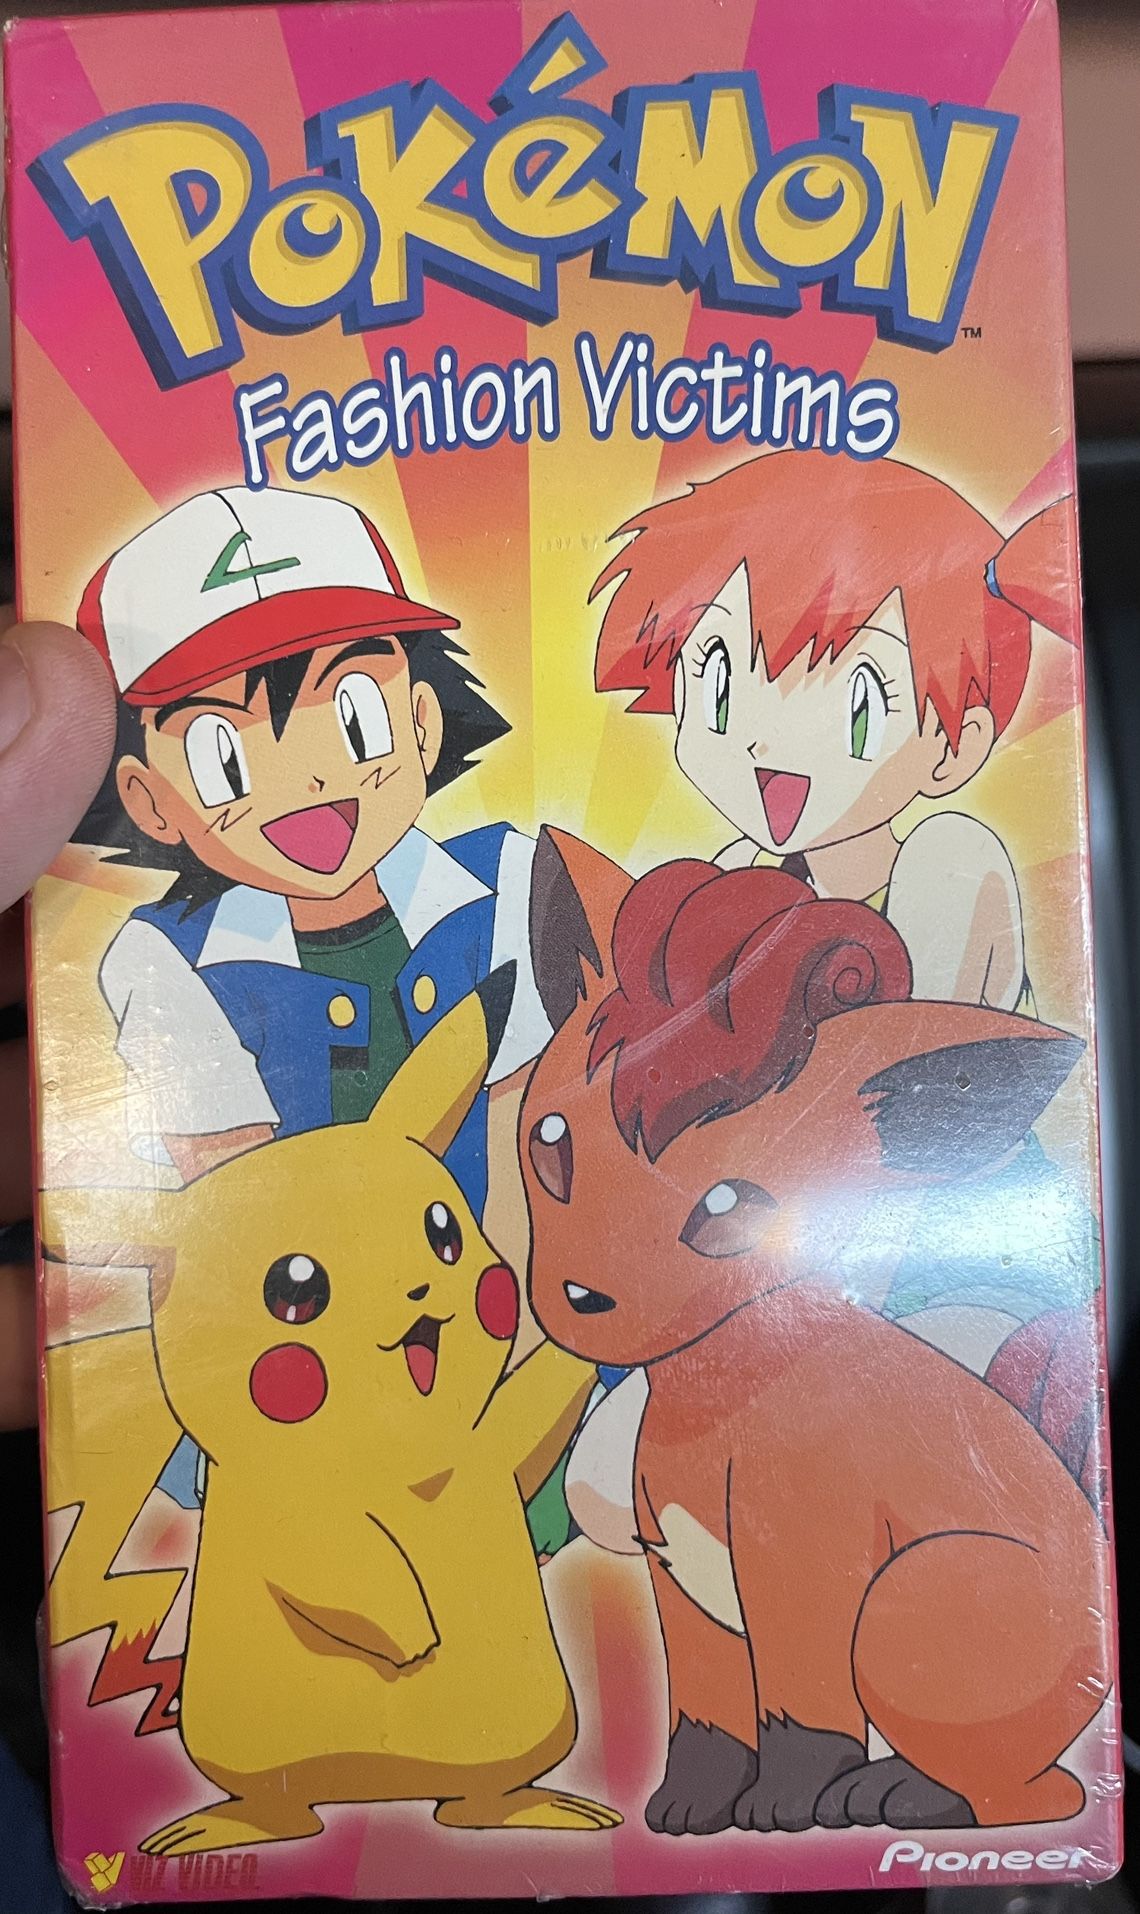 POKéMON
TM
Fashion Victims
VIZ VIDEO
PIONEER